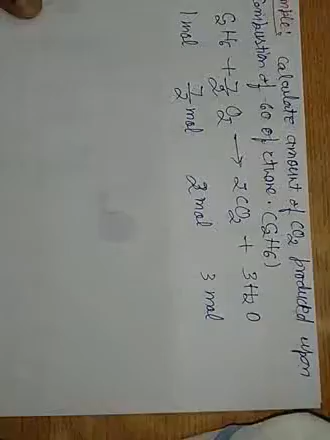 mple: calculate amount of CO2 produced upon
combustion of 60 of ethane. (C2H6)
C2H6 + 7/2 O2 → 2CO2 + 3H2O
1 mol 7/2 mol 2 mol 3 mol